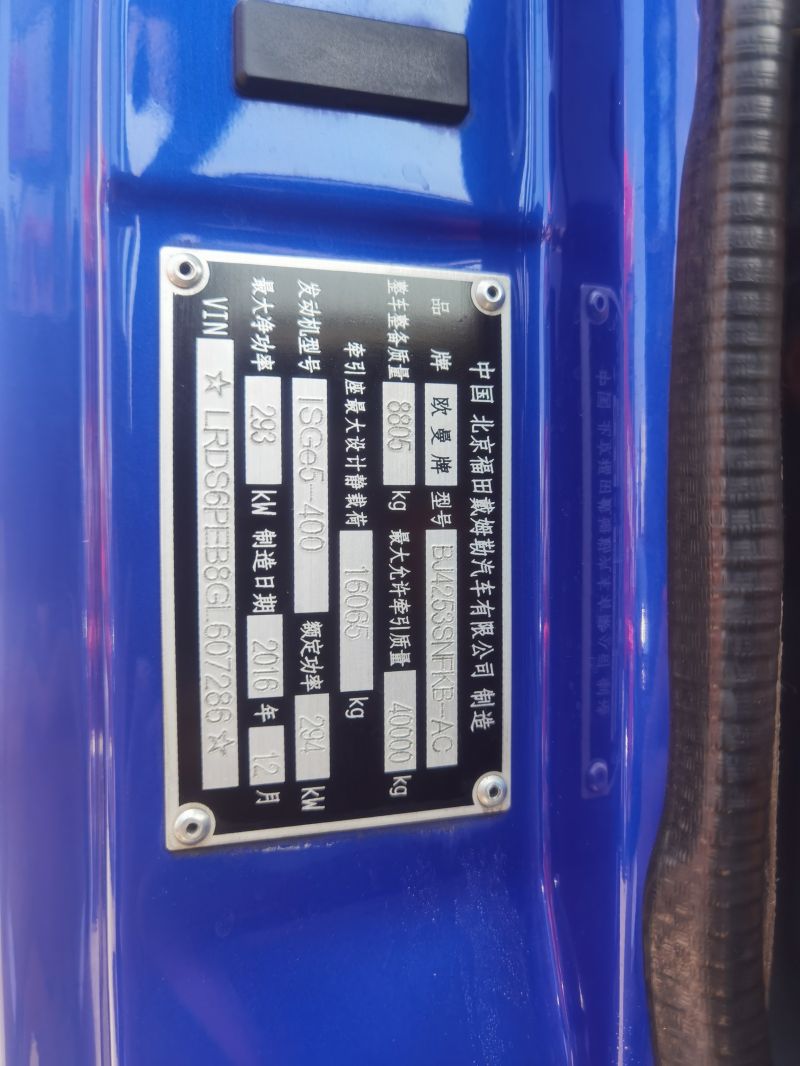 中国 北京福田戴姆勒汽车有限公司 制造
品牌 欧曼牌 型号 BJ4253SNFKB-AC
整车整备质量 8805 kg 最大允许牵引质量 40000 kg
牵引座最大设计静载荷 16065 kg
发动机型号 ISGe5-400 额定功率 294 kW
最大净功率 293 kW 制造日期 2016 年 12 月
VIN ☆LRDS6PEB8GL607286☆